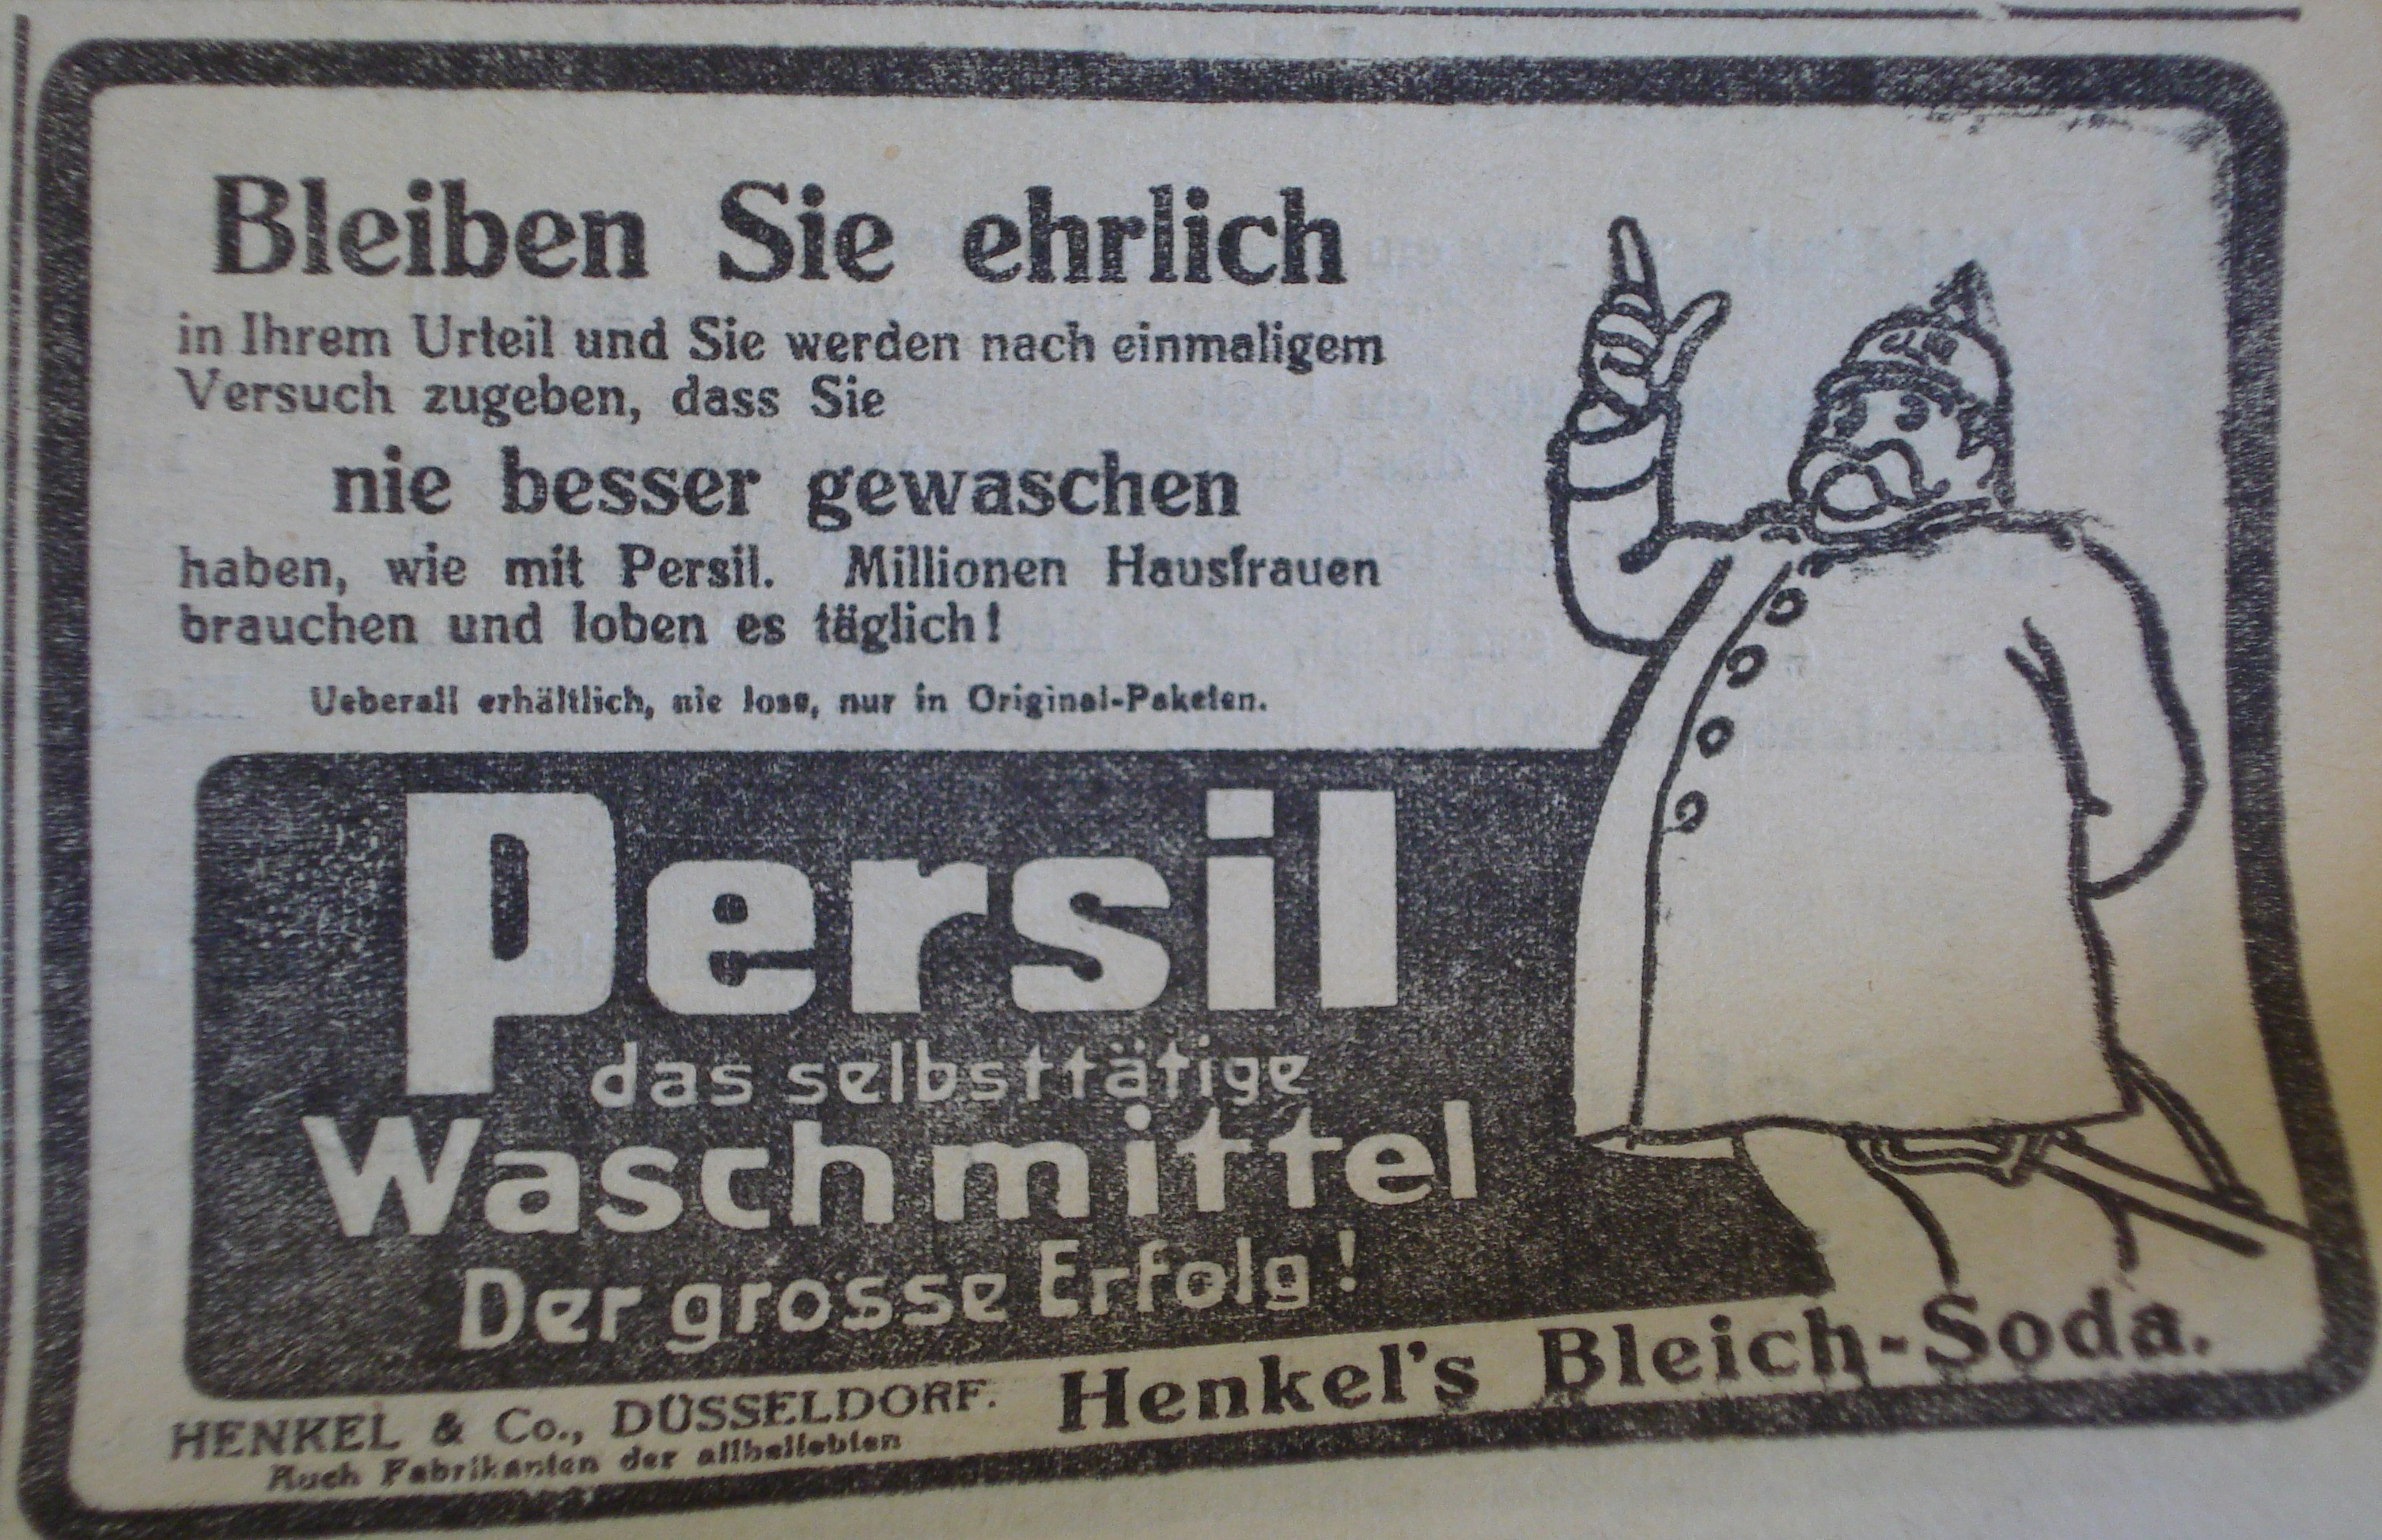 Bleiben Sie ehrlich
in Ihrem Urteil und Sie werden nach einmaligem
Versuch zugeben, dass Sie
nie besser gewaschen
haben, wie mit Persil. Millionen Hausfrauen
brauchen und loben es täglich!
Ueberall erhältlich, nie lose, nur in Original-Paketen.
Persil
das selbsttätige
Waschmittel
Der grosse Erfolg!
HENKEL & Co., DÜSSELDORF.
Auch Fabrikanten der allbeliebten
Henkel's Bleich-Soda.